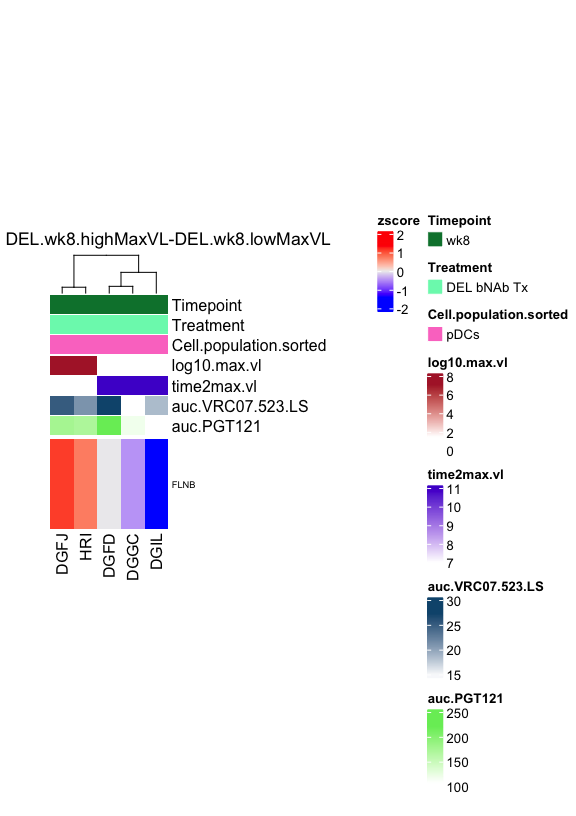 DEL.wk8.highMaxVL-DEL.wk8.lowMaxVL
Timepoint
Treatment
Cell.population.sorted
log10.max.vl
time2max.vl
auc.VRC07.523.LS
auc.PGT121
FLNB
DGFJ
HRI
DGFD
DGGC
DGIL
zscore
2
1
0
-1
-2
Timepoint
wk8
Treatment
DEL bNAb Tx
Cell.population.sorted
pDCs
log10.max.vl
8
6
4
2
0
time2max.vl
11
10
9
8
7
auc.VRC07.523.LS
30
25
20
15
auc.PGT121
250
200
150
100